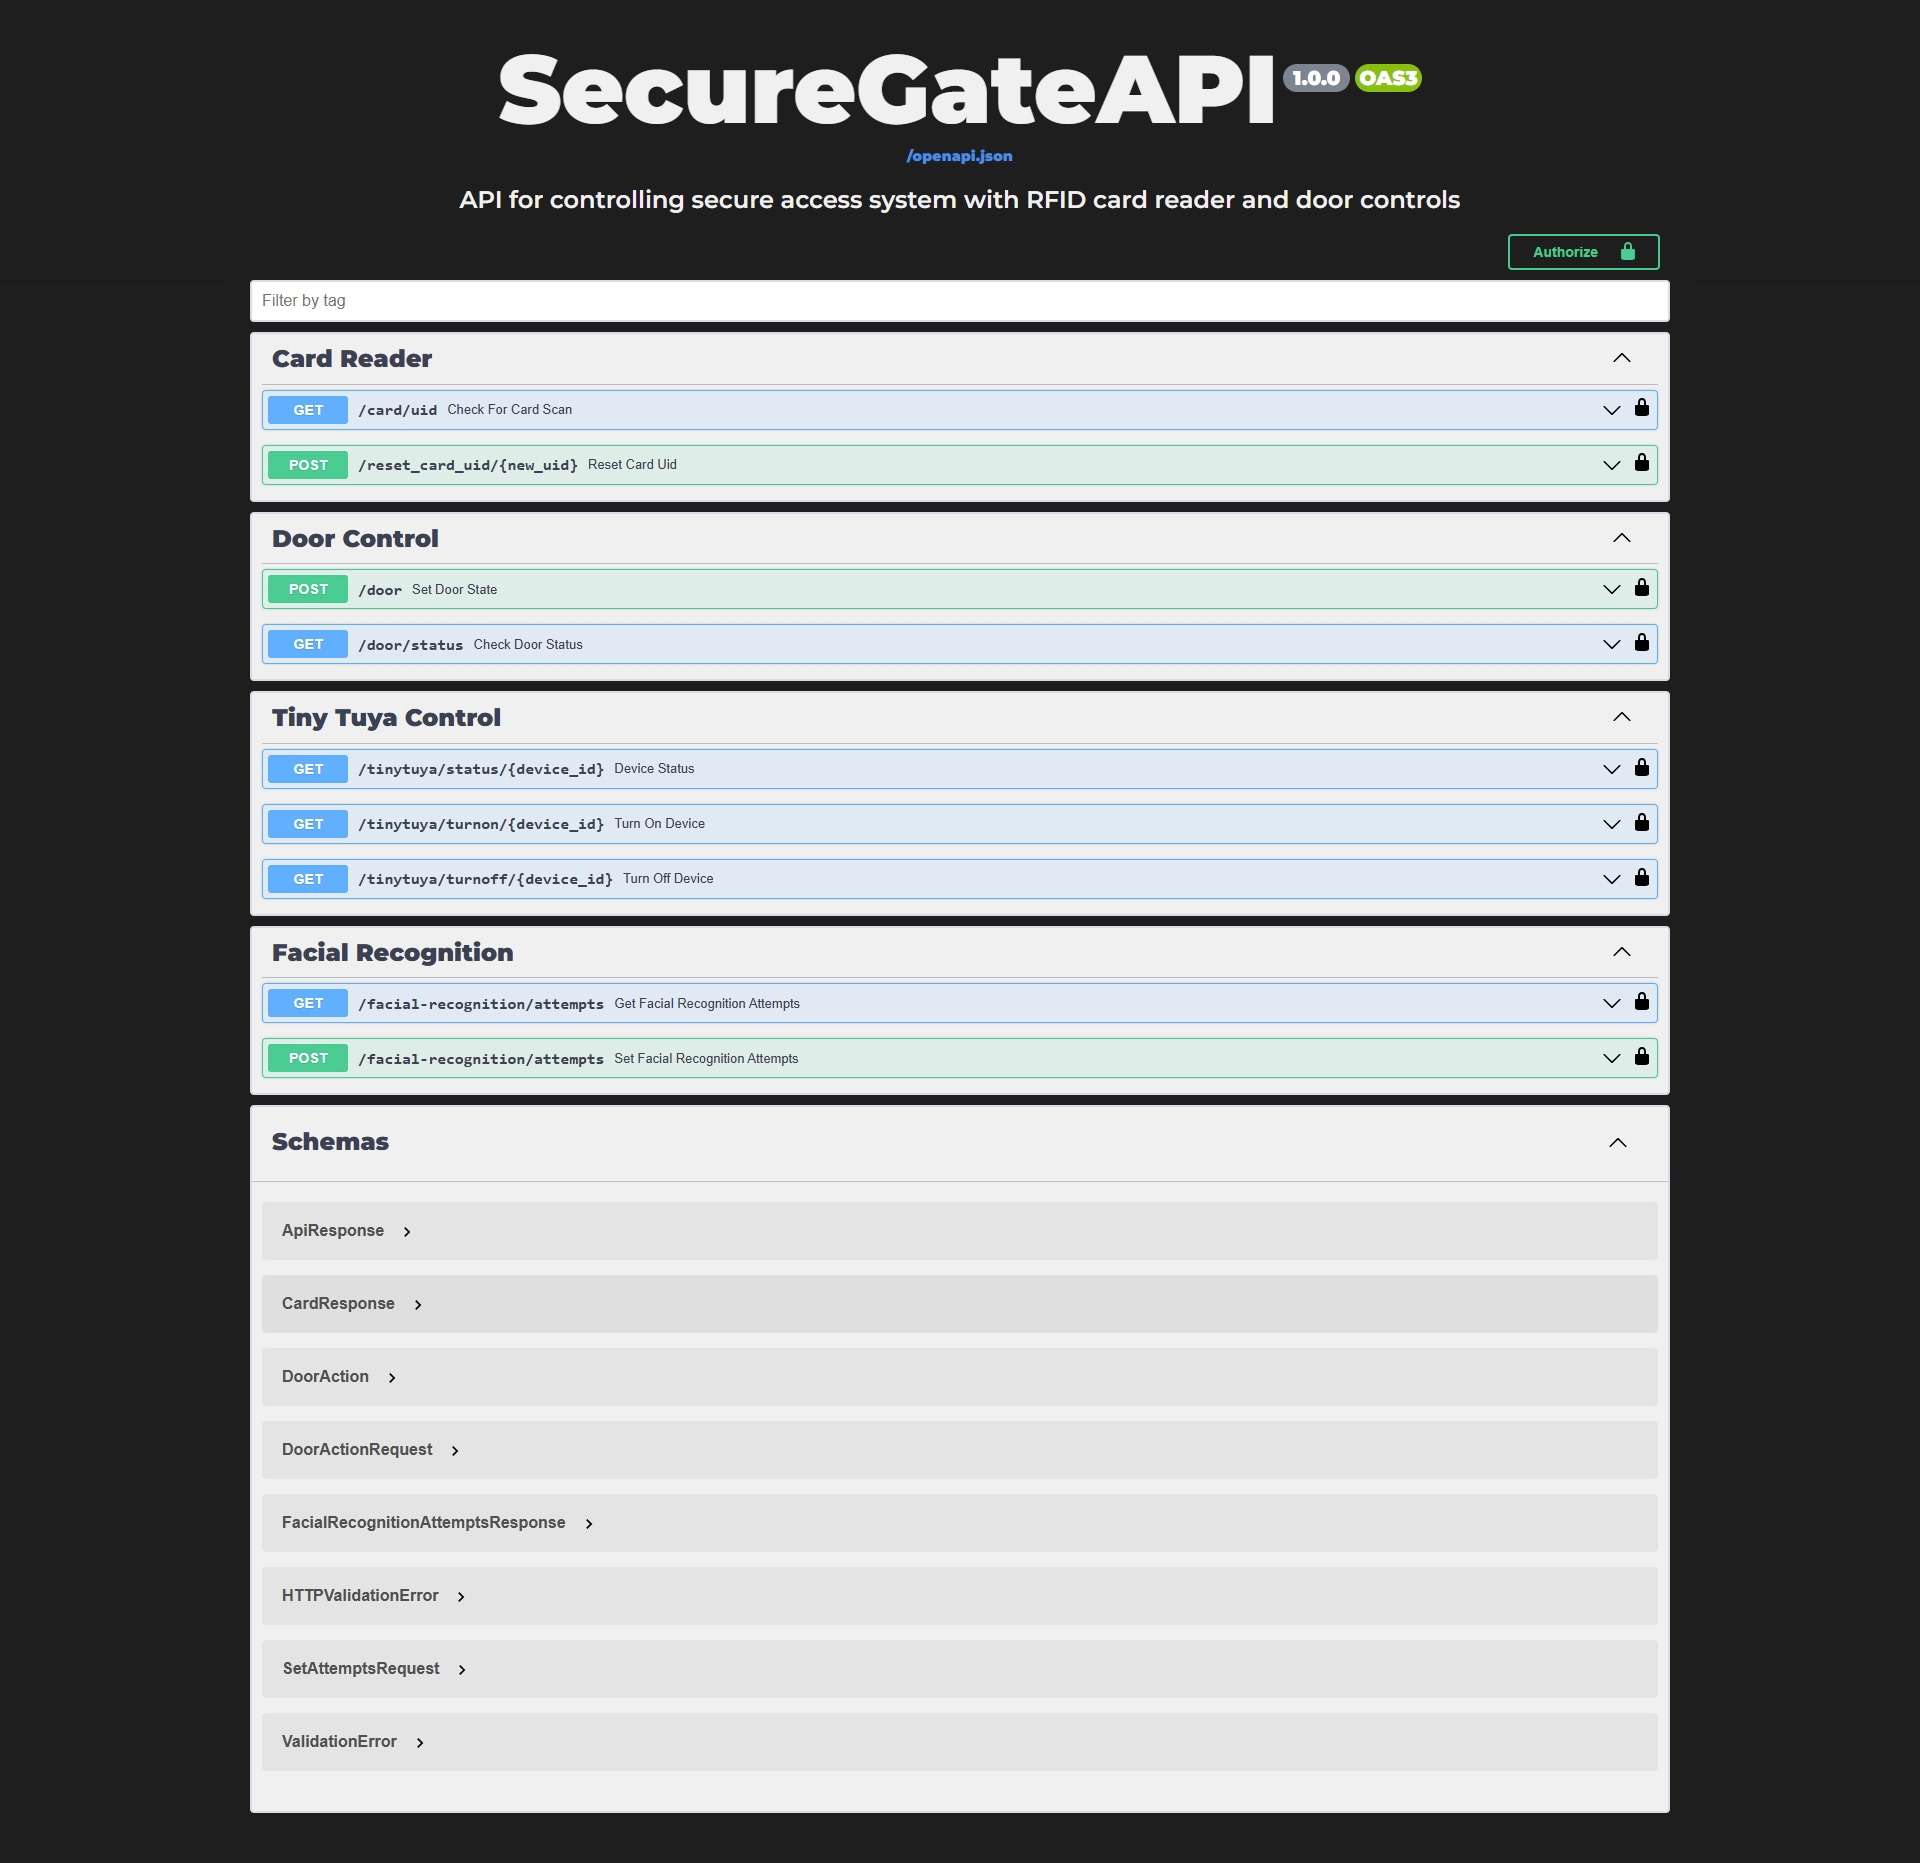 SecureGateAPI 1.0.0 OAS3
/openapi.json
API for controlling secure access system with RFID card reader and door controls
Authorize
Filter by tag
Card Reader
GET /card/uid Check For Card Scan
POST /reset_card_uid/{new_uid} Reset Card Uid
Door Control
POST /door Set Door State
GET /door/status Check Door Status
Tiny Tuya Control
GET /tinytuya/status/{device_id} Device Status
GET /tinytuya/turnon/{device_id} Turn On Device
GET /tinytuya/turnoff/{device_id} Turn Off Device
Facial Recognition
GET /facial-recognition/attempts Get Facial Recognition Attempts
POST /facial-recognition/attempts Set Facial Recognition Attempts
Schemas
ApiResponse
CardResponse
DoorAction
DoorActionRequest
FacialRecognitionAttemptsResponse
HTTPValidationError
SetAttemptsRequest
ValidationError